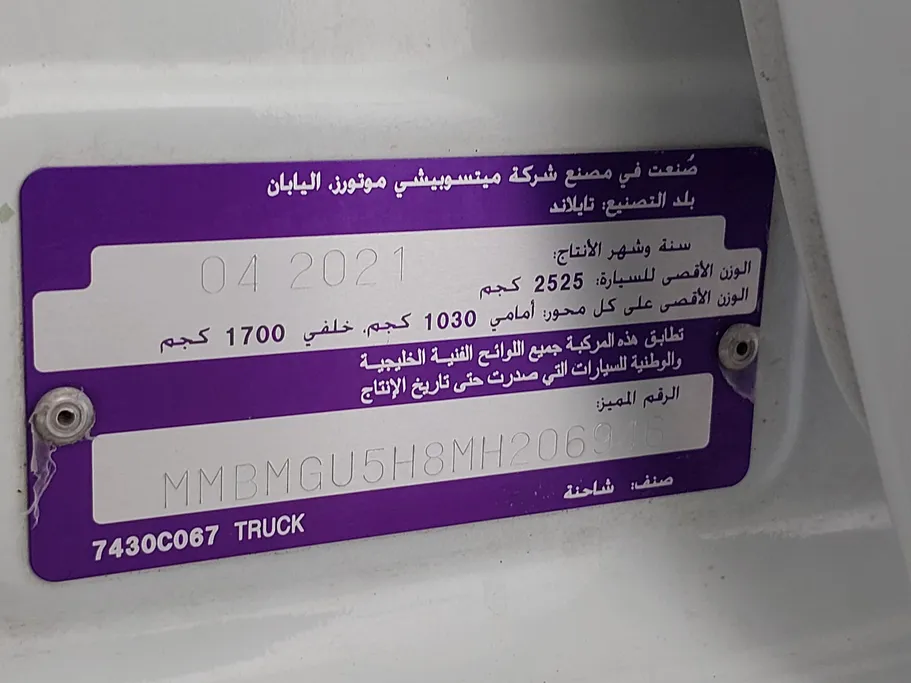 صُنعت في مصنع شركة ميتسوبيشي موتورز، اليابان
بلد التصنيع: تايلاند
سنة وشهر الأنتاج:
04 2021
الوزن الأقصى للسيارة: 2525 كجم
الوزن الأقصى على كل محور: أمامي 1030 كجم، خلفي 1700 كجم
تطابق هذه المركبة جميع اللوائح الفنية الخليجية
والوطنية للسيارات التي صدرت حتى تاريخ الإنتاج
الرقم المميز:
صنف: شاحنة
7430C067 TRUCK